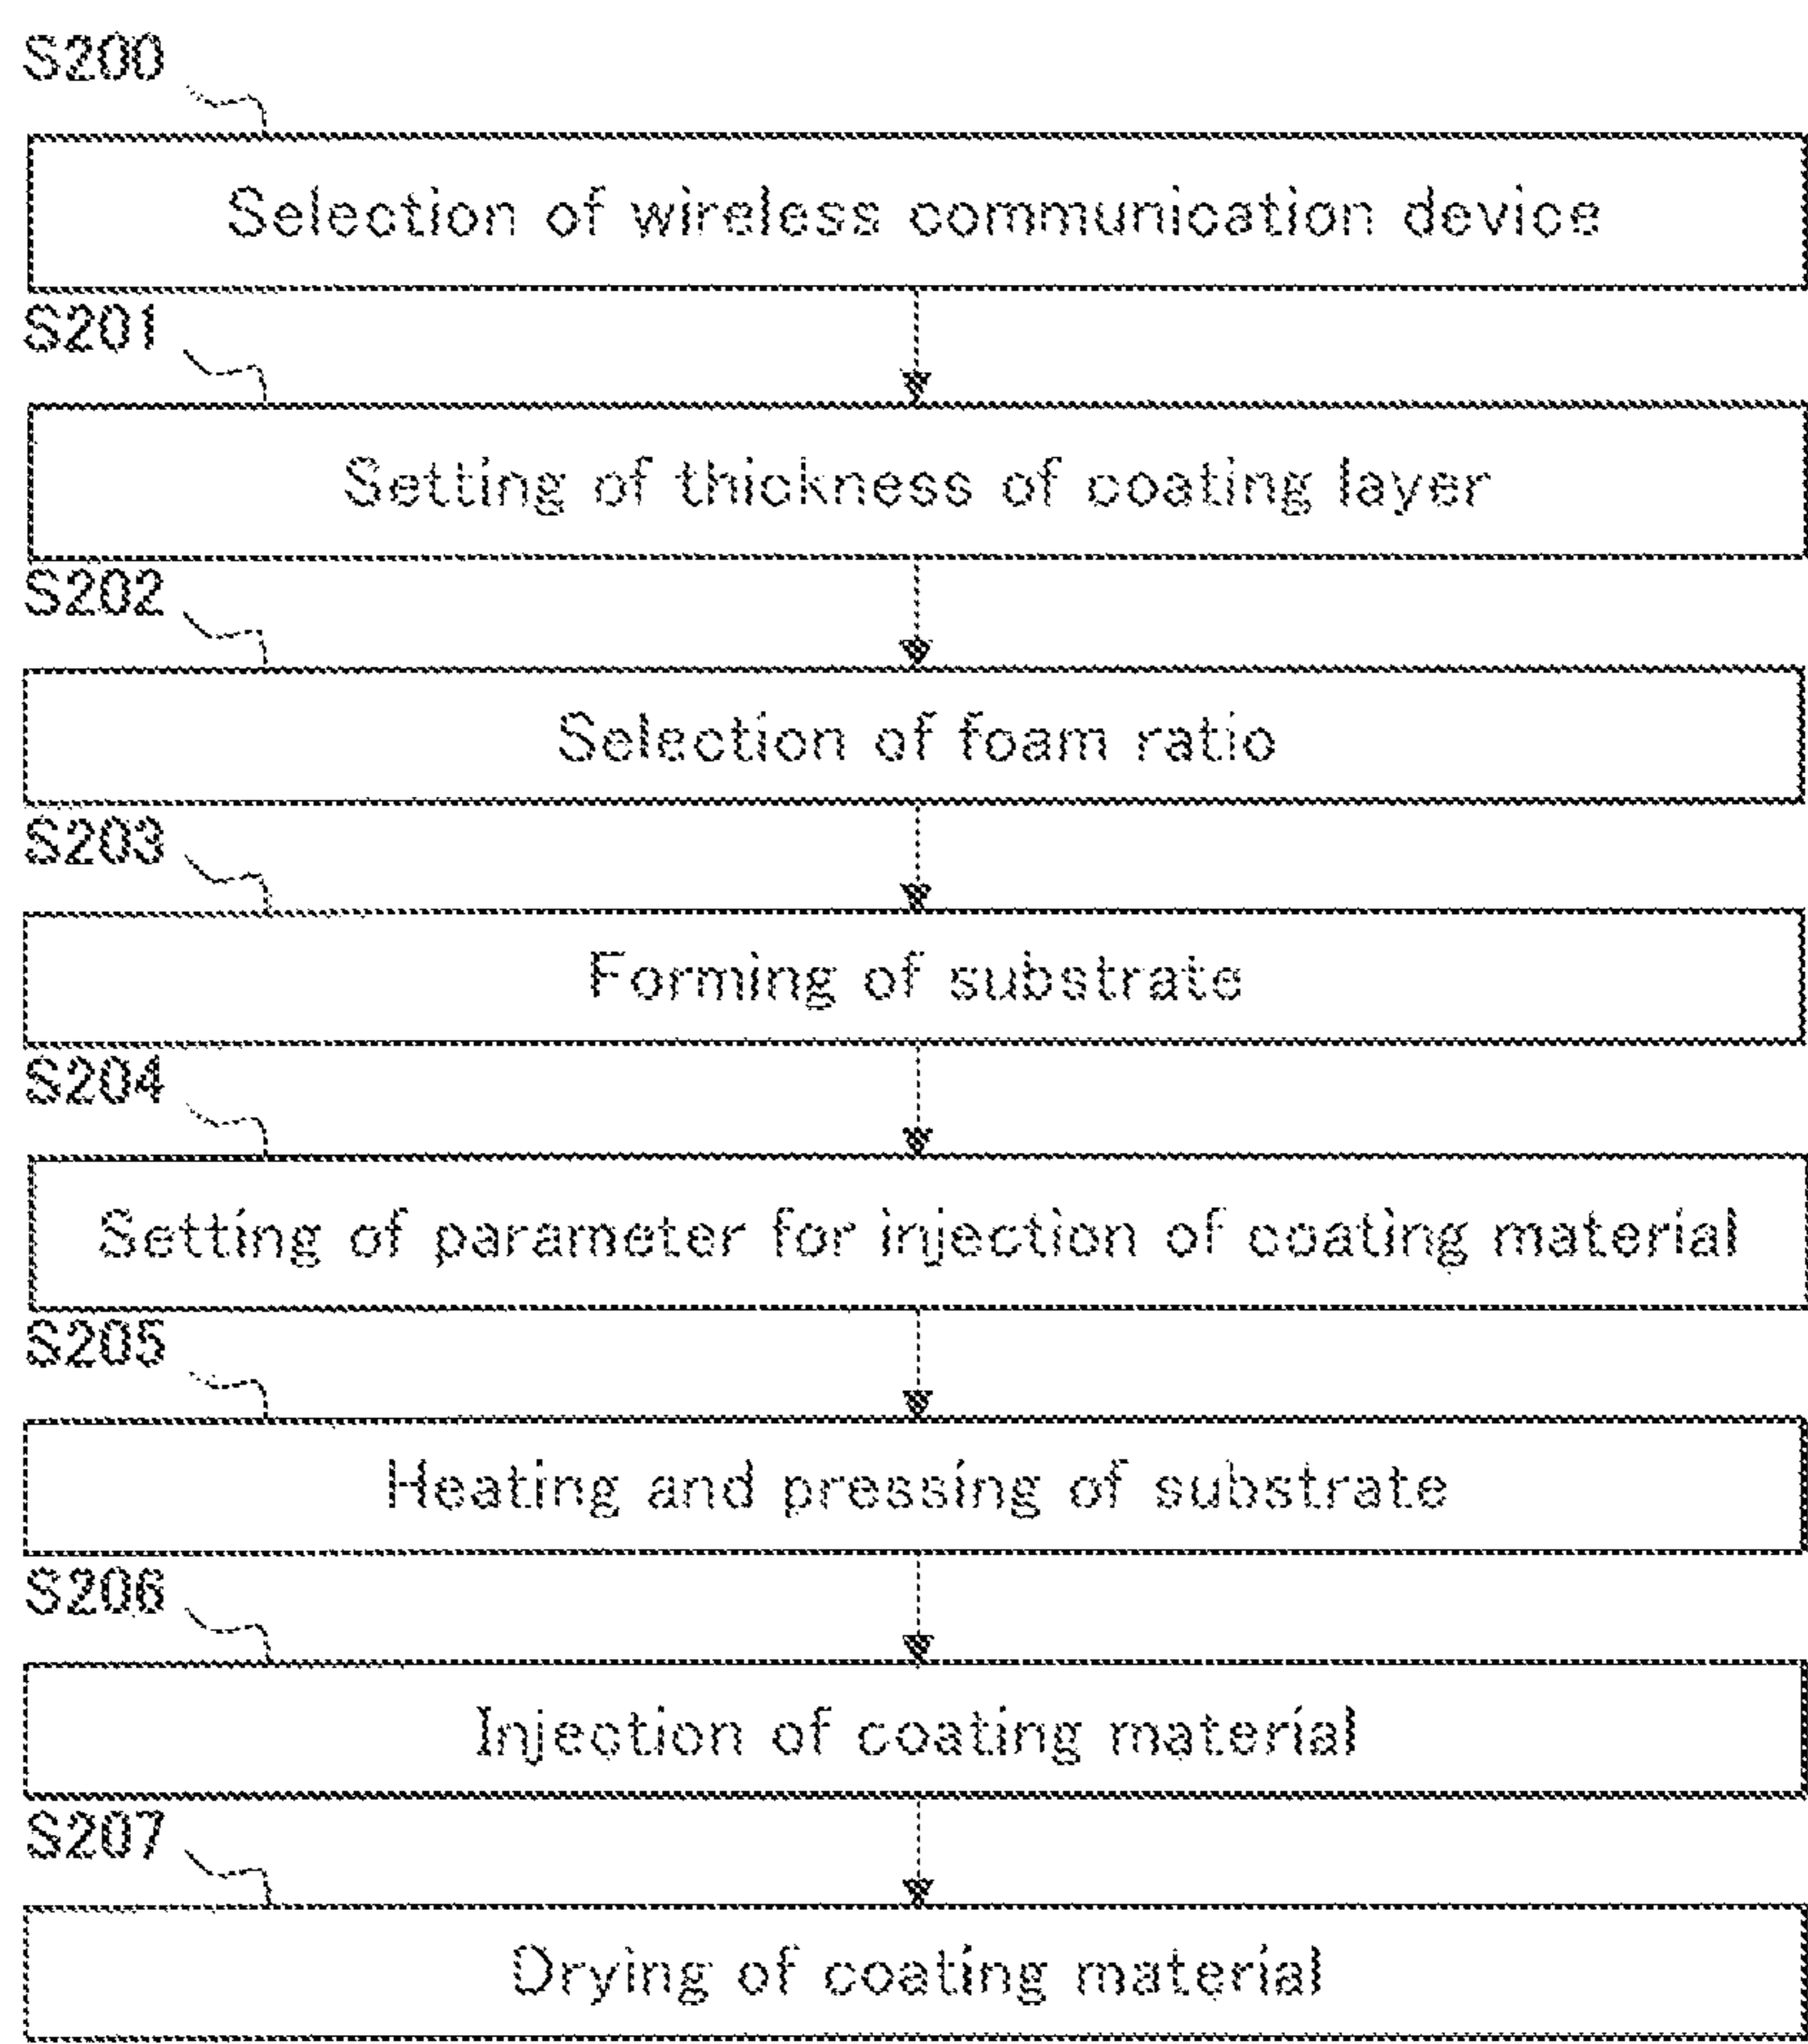 S200
Selection of wireless communication device
S201
Setting of thickness of coating layer
S202
Selection of foam ratio
S203
Forming of substrate
S204
Setting of parameter for injection of coating material
S205
Heating and pressing of substrate
S206
Injection of coating material
S207
Drying of coating material